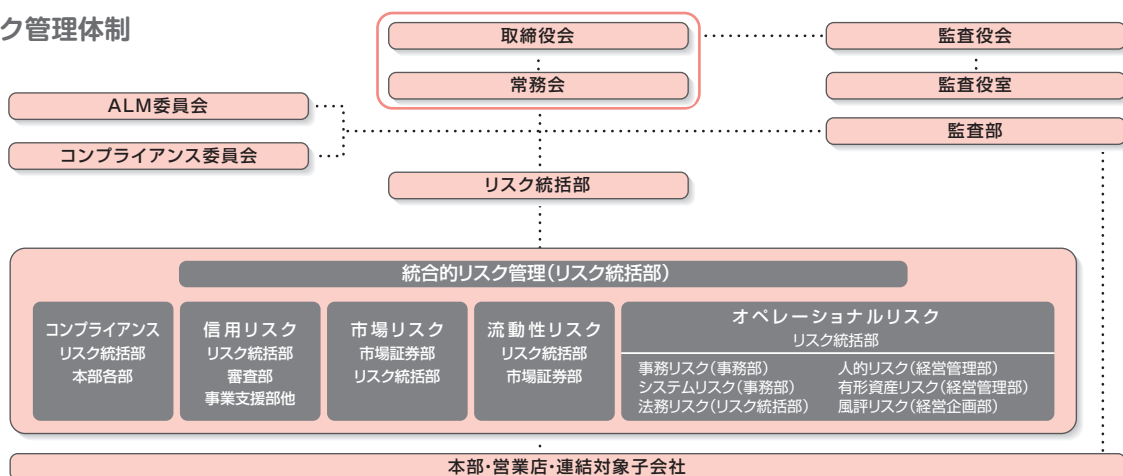 ク管理体制
取締役会
常務会
監査役会
監査役室
監査部
ALM委員会
コンプライアンス委員会
リスク統括部
統合的リスク管理(リスク統括部)
コンプライアンス
リスク統括部
本部各部
信用リスク
リスク統括部
審査部
事業支援部他
市場リスク
市場証券部
リスク統括部
流動性リスク
リスク統括部
市場証券部
オペレーショナルリスク
リスク統括部
事務リスク(事務部)
システムリスク(事務部)
法務リスク(リスク統括部)
人的リスク(経営管理部)
有形資産リスク(経営管理部)
風評リスク(経営企画部)
本部・営業店・連結対象子会社